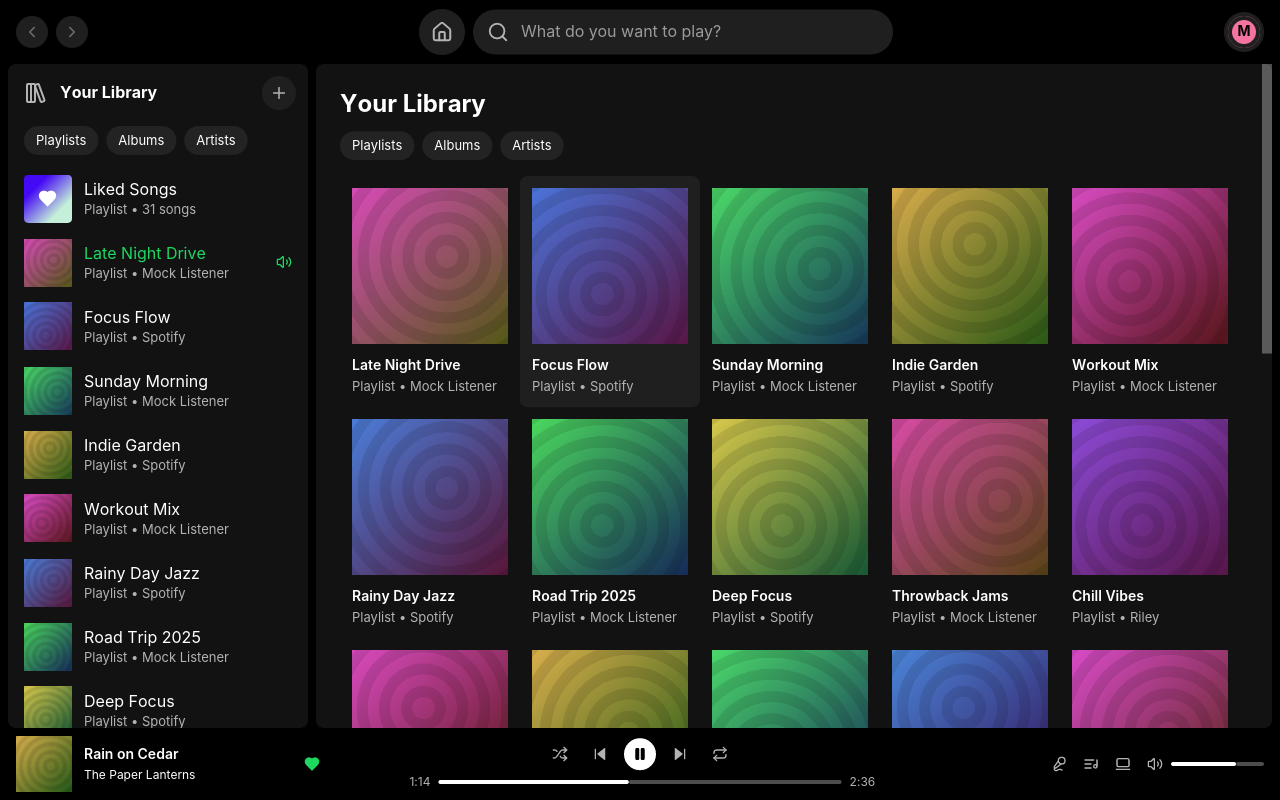 What do you want to play?
M
Your Library
Playlists
Albums
Artists
Liked Songs
Playlist • 31 songs
Late Night Drive
Playlist • Mock Listener
Focus Flow
Playlist • Spotify
Sunday Morning
Playlist • Mock Listener
Indie Garden
Playlist • Spotify
Workout Mix
Playlist • Mock Listener
Rainy Day Jazz
Playlist • Spotify
Road Trip 2025
Playlist • Mock Listener
Deep Focus
Playlist • Spotify
Your Library
Playlists
Albums
Artists
Late Night Drive
Playlist • Mock Listener
Focus Flow
Playlist • Spotify
Sunday Morning
Playlist • Mock Listener
Indie Garden
Playlist • Spotify
Workout Mix
Playlist • Mock Listener
Rainy Day Jazz
Playlist • Spotify
Road Trip 2025
Playlist • Mock Listener
Deep Focus
Playlist • Spotify
Throwback Jams
Playlist • Mock Listener
Chill Vibes
Playlist • Riley
Rain on Cedar
The Paper Lanterns
1:14
2:36